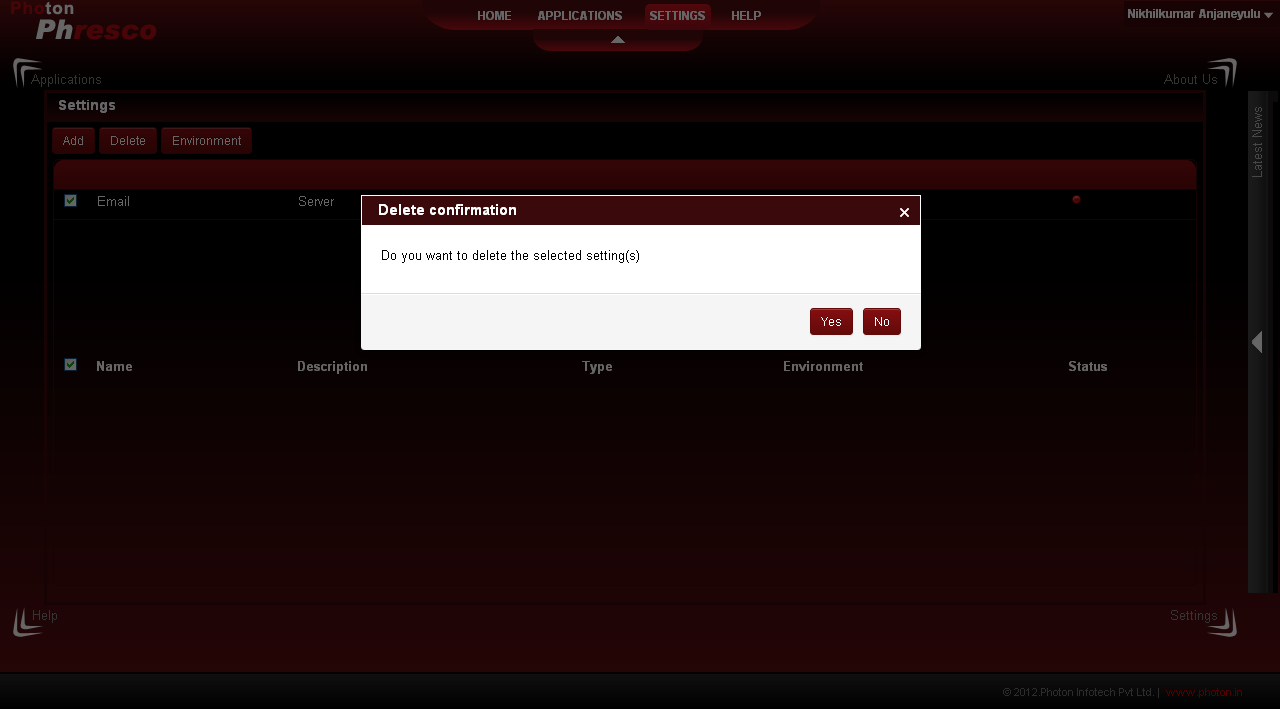 Photon
Phresco
HOME APPLICATIONS SETTINGS HELP
Nikhilkumar Anjaneyulu
Applications
About Us
Settings
Latest News
Add Delete Environment
Email Server
Delete confirmation
Do you want to delete the selected setting(s)
Yes No
Name Description Type Environment Status
Help
Settings
© 2012.Photon Infotech Pvt Ltd. | www.photon.in